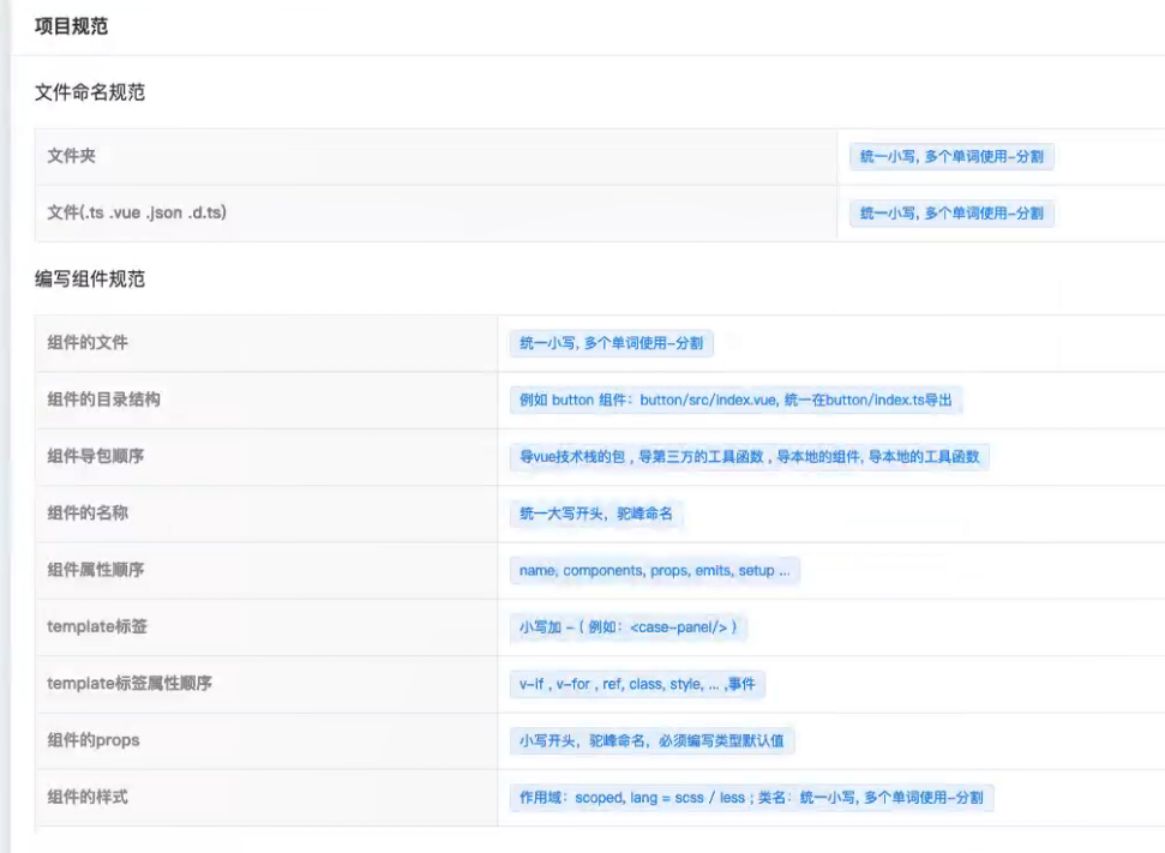 项目规范
文件命名规范
文件夹 统一小写, 多个单词使用-分割
文件(.ts .vue .json .d.ts) 统一小写, 多个单词使用-分割
编写组件规范
组件的文件 统一小写, 多个单词使用-分割
组件的目录结构 例如 button 组件：button/src/index.vue, 统一在button/index.ts导出
组件导包顺序 导vue技术栈的包 , 导第三方的工具函数 , 导本地的组件, 导本地的工具函数
组件的名称 统一大写开头，驼峰命名
组件属性顺序 name, components, props, emits, setup ...
template标签 小写加 - ( 例如：<case-panel/> )
template标签属性顺序 v-if , v-for , ref, class, style, ... ,事件
组件的props 小写开头，驼峰命名，必须编写类型默认值
组件的样式 作用域：scoped, lang = scss / less ; 类名：统一小写, 多个单词使用-分割